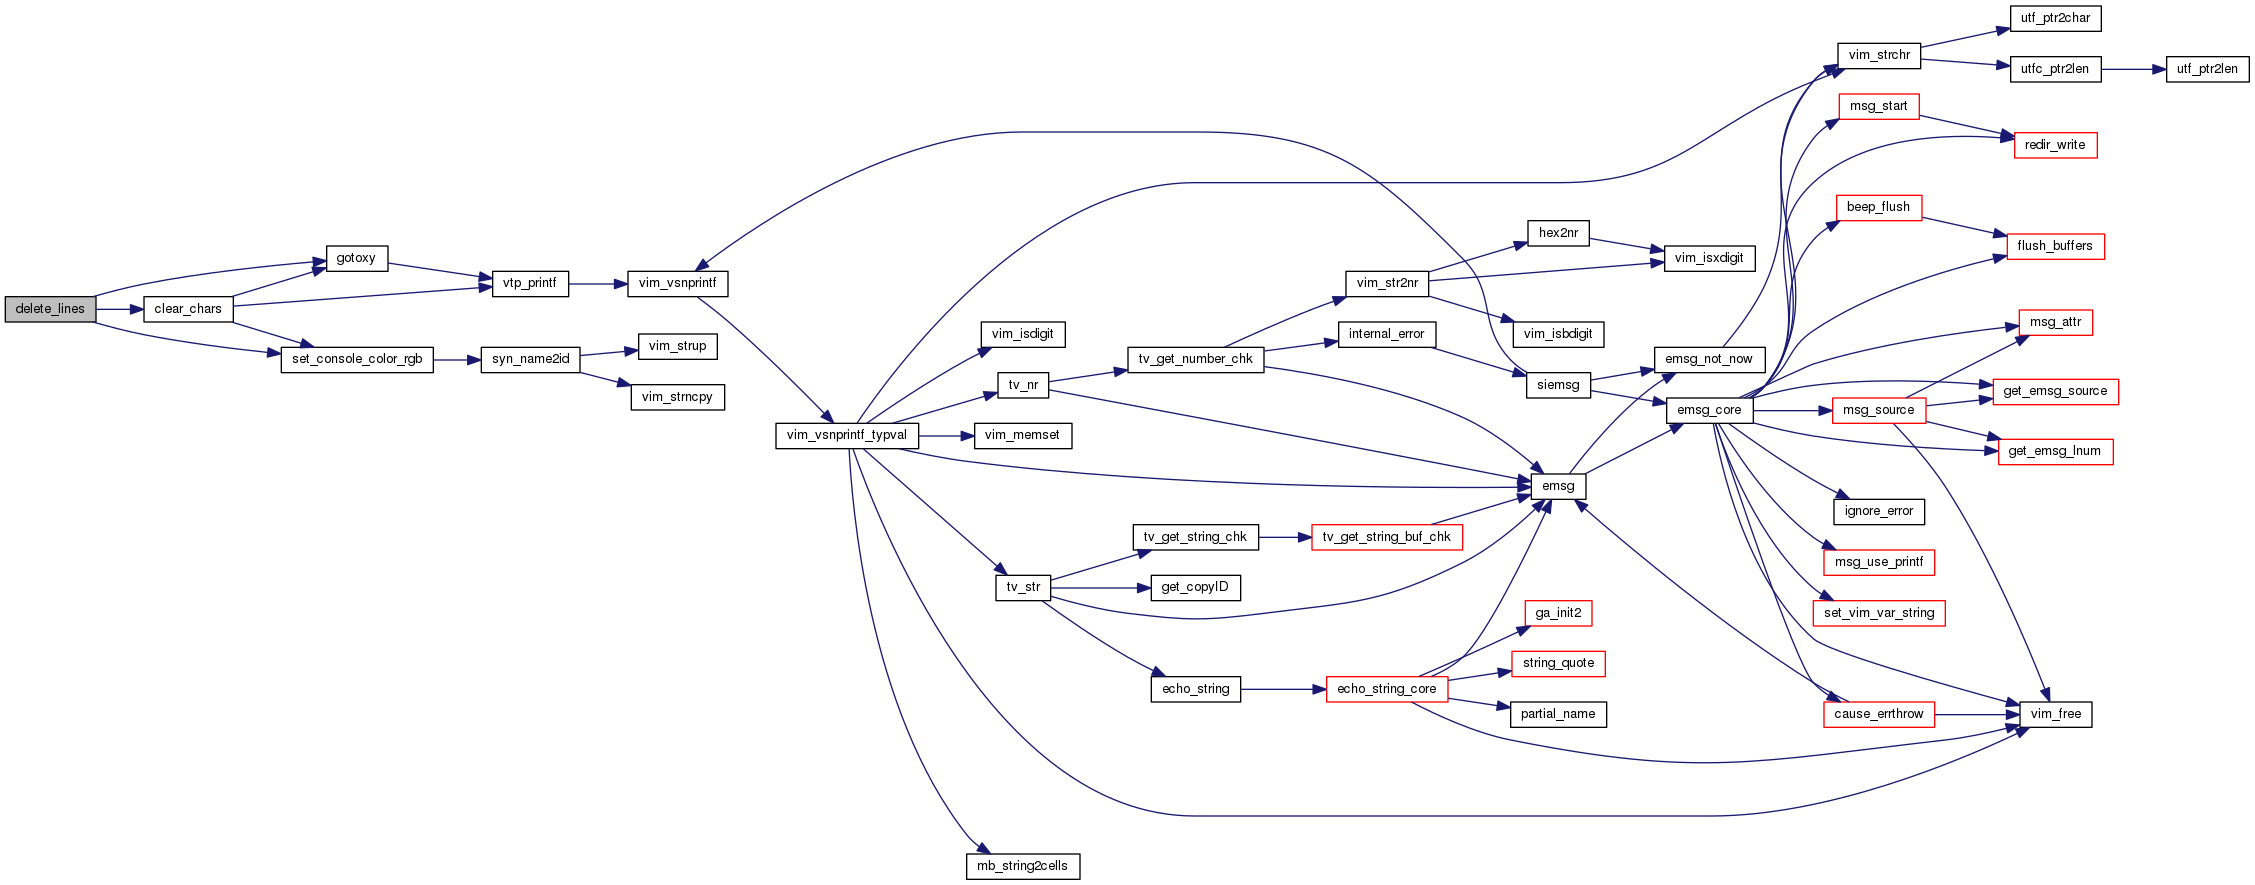 delete_lines
clear_chars
gotoxy
set_console_color_rgb
vtp_printf
syn_name2id
vim_vsnprintf
vim_strup
vim_strncpy
vim_vsnprintf_typval
vim_isdigit
tv_nr
vim_memset
tv_str
mb_string2cells
tv_get_number_chk
tv_get_string_chk
get_copyID
echo_string
vim_str2nr
internal_error
tv_get_string_buf_chk
echo_string_core
hex2nr
vim_isbdigit
siemsg
emsg
ga_init2
string_quote
partial_name
vim_isxdigit
emsg_not_now
emsg_core
vim_strchr
msg_start
beep_flush
msg_source
ignore_error
msg_use_printf
set_vim_var_string
cause_errthrow
utf_ptr2char
utfc_ptr2len
redir_write
flush_buffers
msg_attr
get_emsg_source
get_emsg_lnum
vim_free
utf_ptr2len